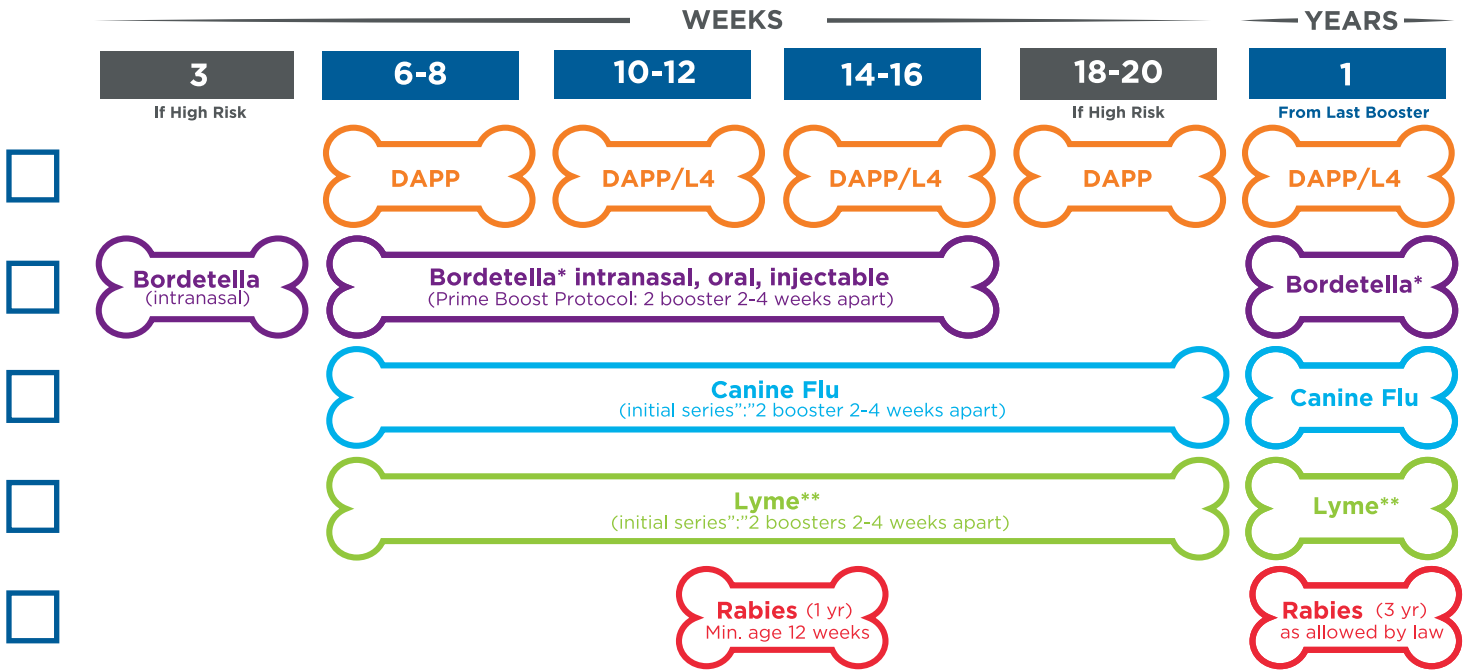 WEEKS
YEARS
3
6-8
10-12
14-16
18-20
1
If High Risk
If High Risk
From Last Booster
DAPP
DAPP/L4
DAPP/L4
DAPP
DAPP/L4
Bordetella
(intranasal)
Bordetella* intranasal, oral, injectable
(Prime Boost Protocol: 2 booster 2-4 weeks apart)
Bordetella*
Canine Flu
(initial series”:”2 booster 2-4 weeks apart)
Canine Flu
Lyme**
(initial series”:”2 boosters 2-4 weeks apart)
Lyme**
Rabies (1 yr)
Min. age 12 weeks
Rabies (3 yr)
as allowed by law